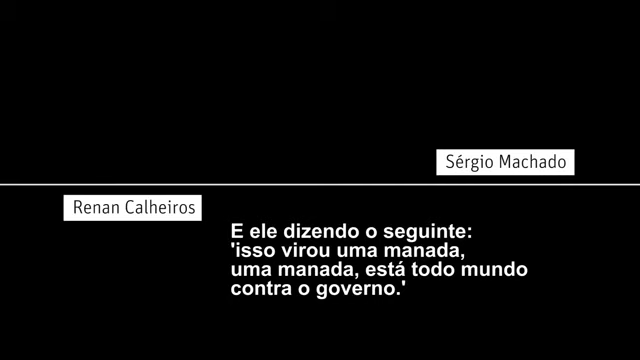 Sérgio Machado
Renan Calheiros
E ele dizendo o seguinte:
'isso virou uma manada,
uma manada, está todo mundo
contra o governo.'